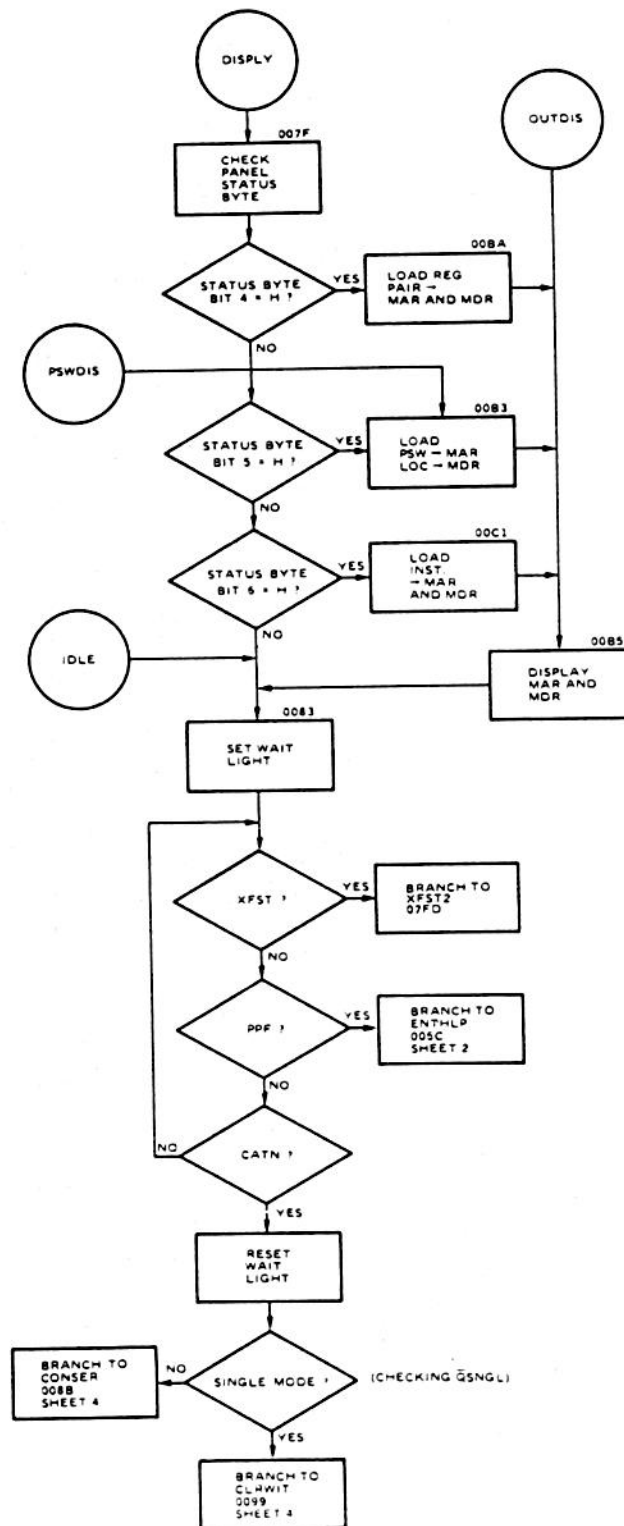 DISPLY
007F
OUTDIS
CHECK
PANEL
STATUS
BYTE
00BA
STATUS BYTE
BIT 4 = H ?
YES
LOAD REG
PAIR →
MAR AND MDR
NO
PSWDIS
00B3
STATUS BYTE
BIT 5 = H ?
YES
LOAD
PSW → MAR
LOC → MDR
NO
00C1
STATUS BYTE
BIT 6 = H ?
YES
LOAD
INST.
→ MAR
AND MDR
NO
IDLE
00B5
DISPLAY
MAR AND
MDR
0083
SET WAIT
LIGHT
XFST ?
YES
BRANCH TO
XFST2
07FD
NO
PPF ?
YES
BRANCH TO
ENTHLP
005C
SHEET 2
NO
CATN ?
NO
YES
RESET
WAIT
LIGHT
BRANCH TO
CONSER
008B
SHEET 4
NO
SINGLE MODE ?
(CHECKING Q̄SNGL)
YES
BRANCH TO
CLRWIT
0099
SHEET 4